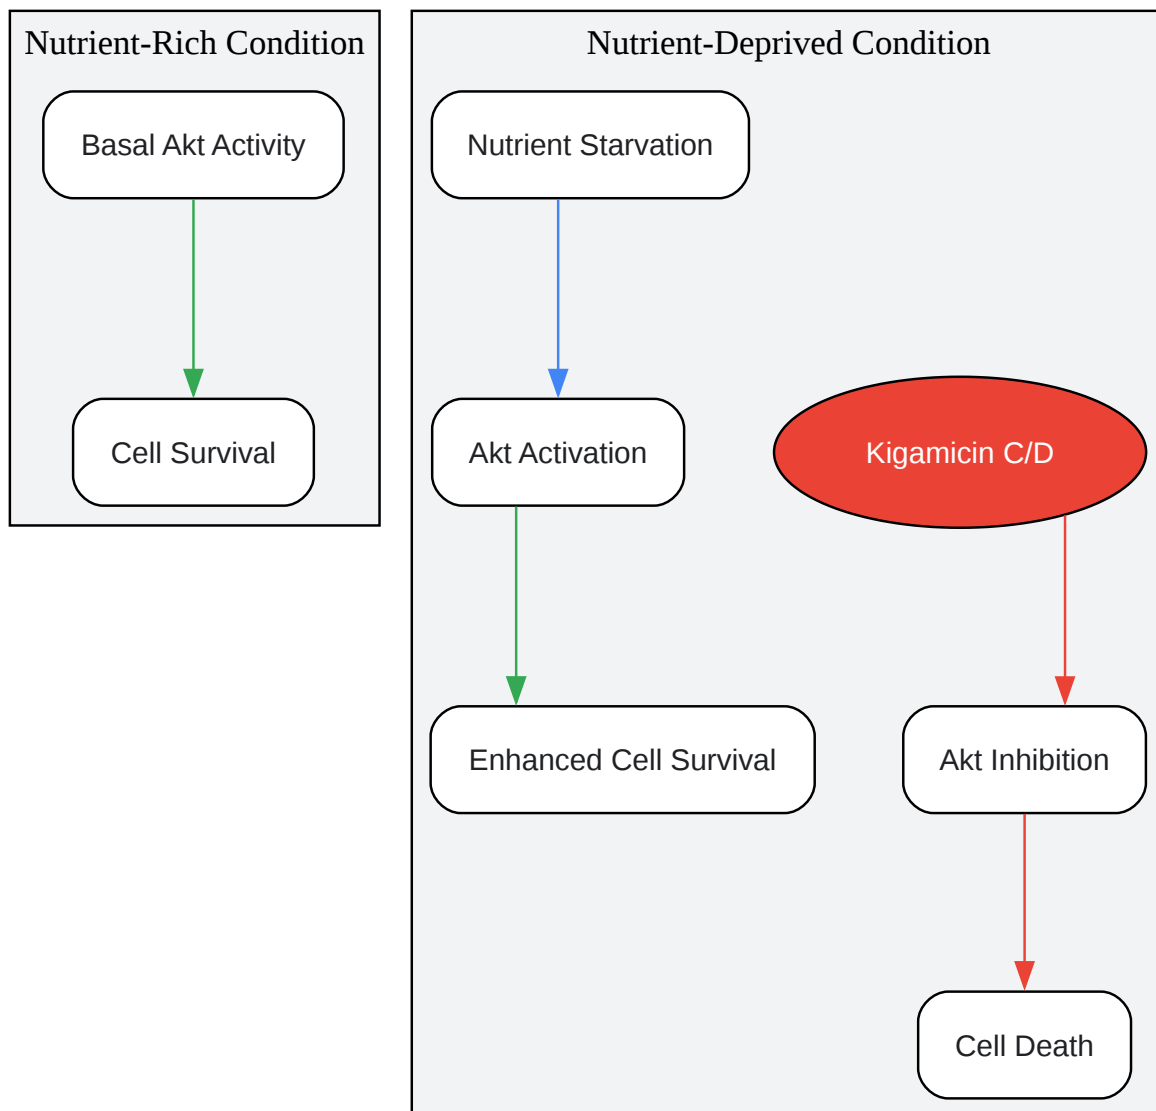 Nutrient-Rich Condition
Basal Akt Activity
Cell Survival
Nutrient-Deprived Condition
Nutrient Starvation
Akt Activation
Kigamicin C/D
Enhanced Cell Survival
Akt Inhibition
Cell Death